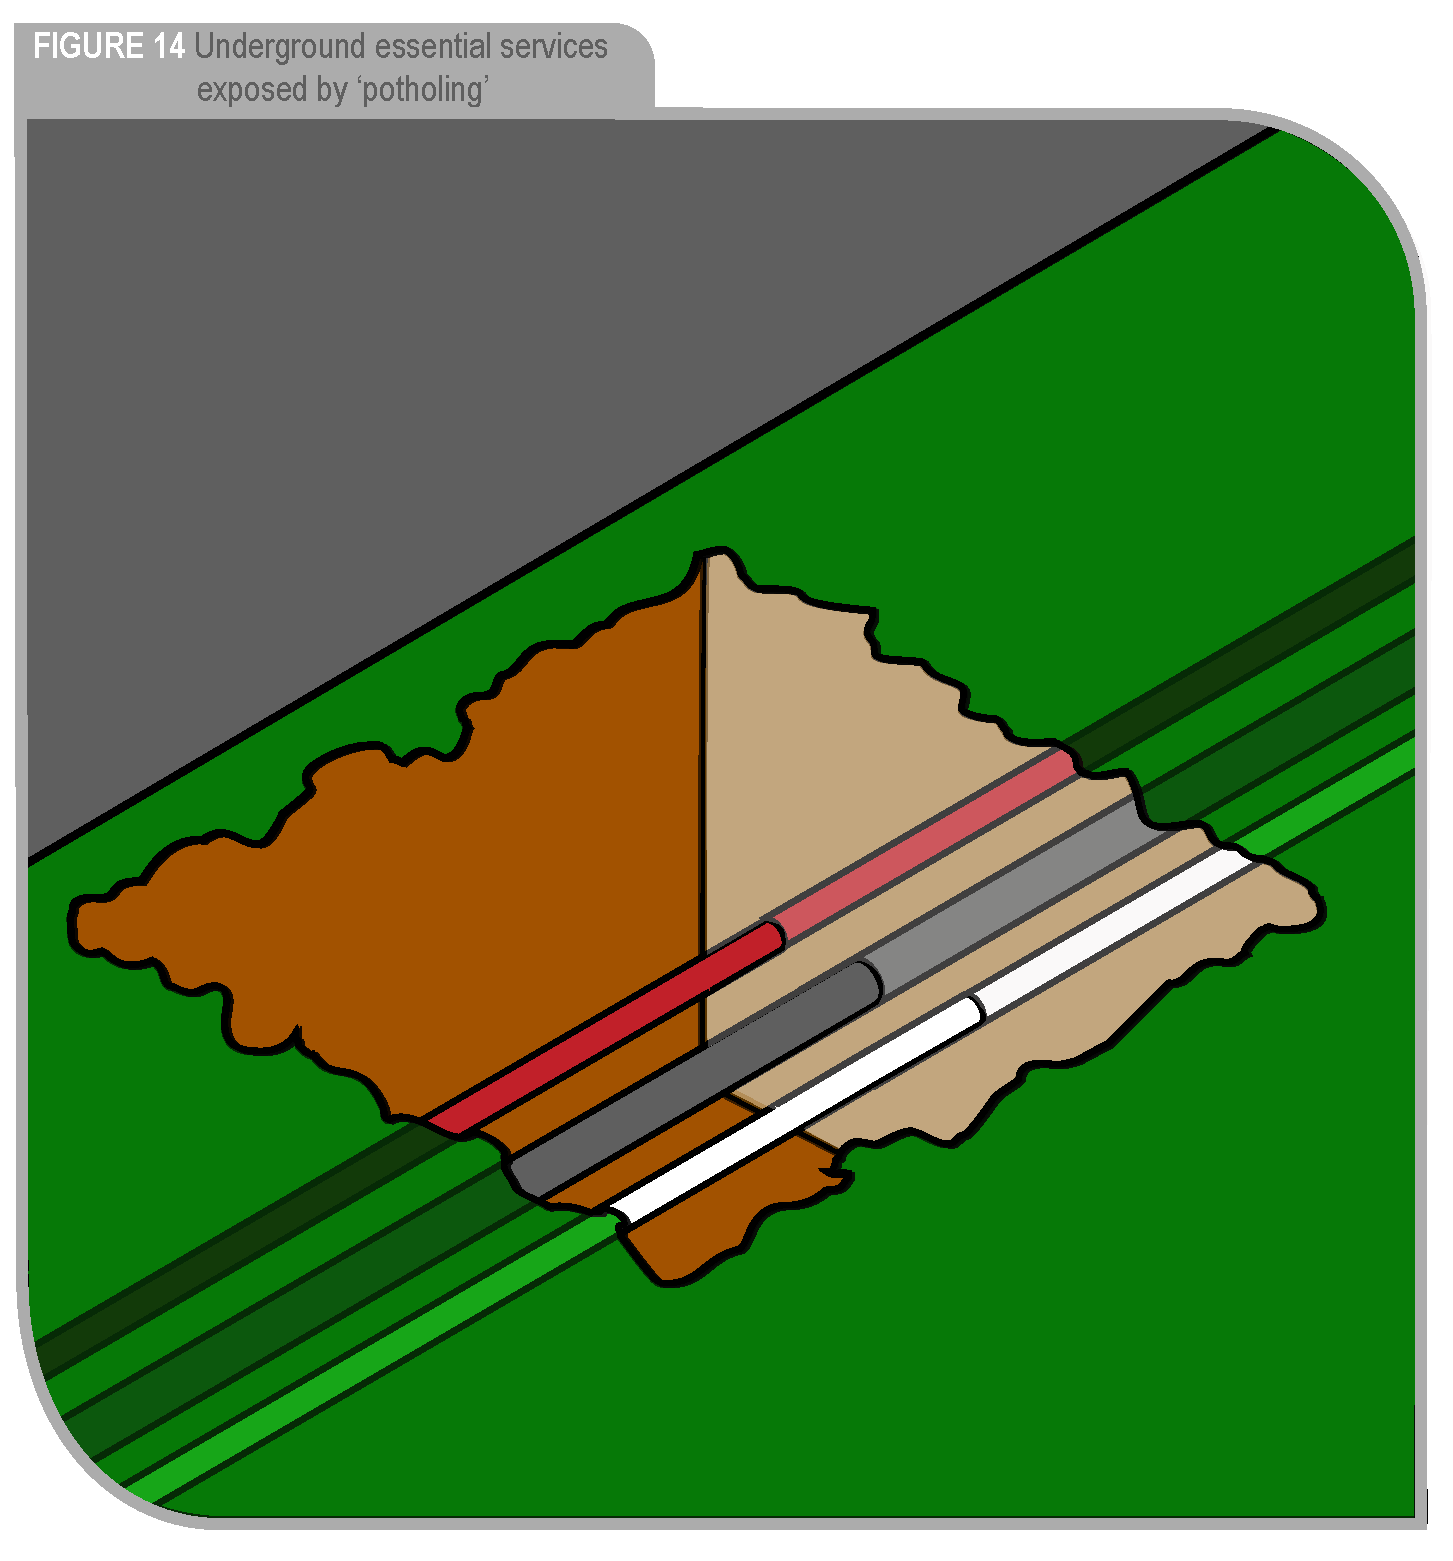 FIGURE 14 Underground essential services
exposed by ‘potholing’